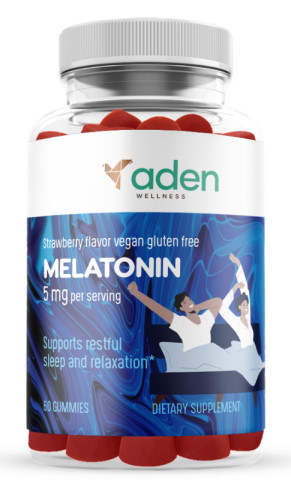 aden
WELLNESS
Strawberry flavor vegan gluten free
MELATONIN
5 mg per serving
Supports restful
sleep and relaxation*
60 GUMMIES
DIETARY SUPPLEMENT